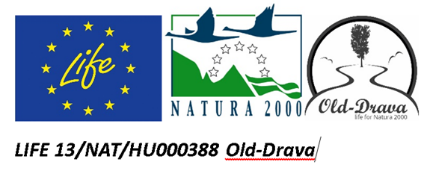 Life
NATURA 2000
Old-Drava
life for Natura 2000
LIFE 13/NAT/HU000388 Old-Drava